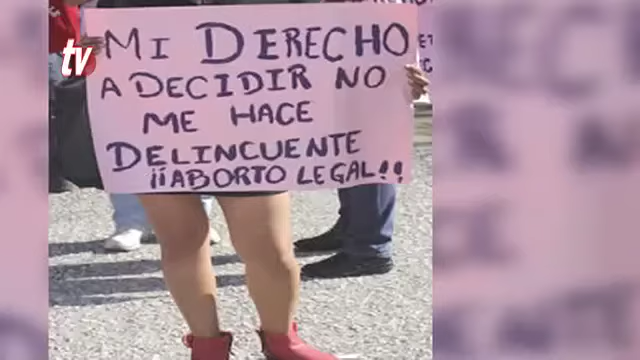 tv
MI DERECHO
A DECIDIR NO
ME HACE
DELINCUENTE
¡¡ABORTO LEGAL!!